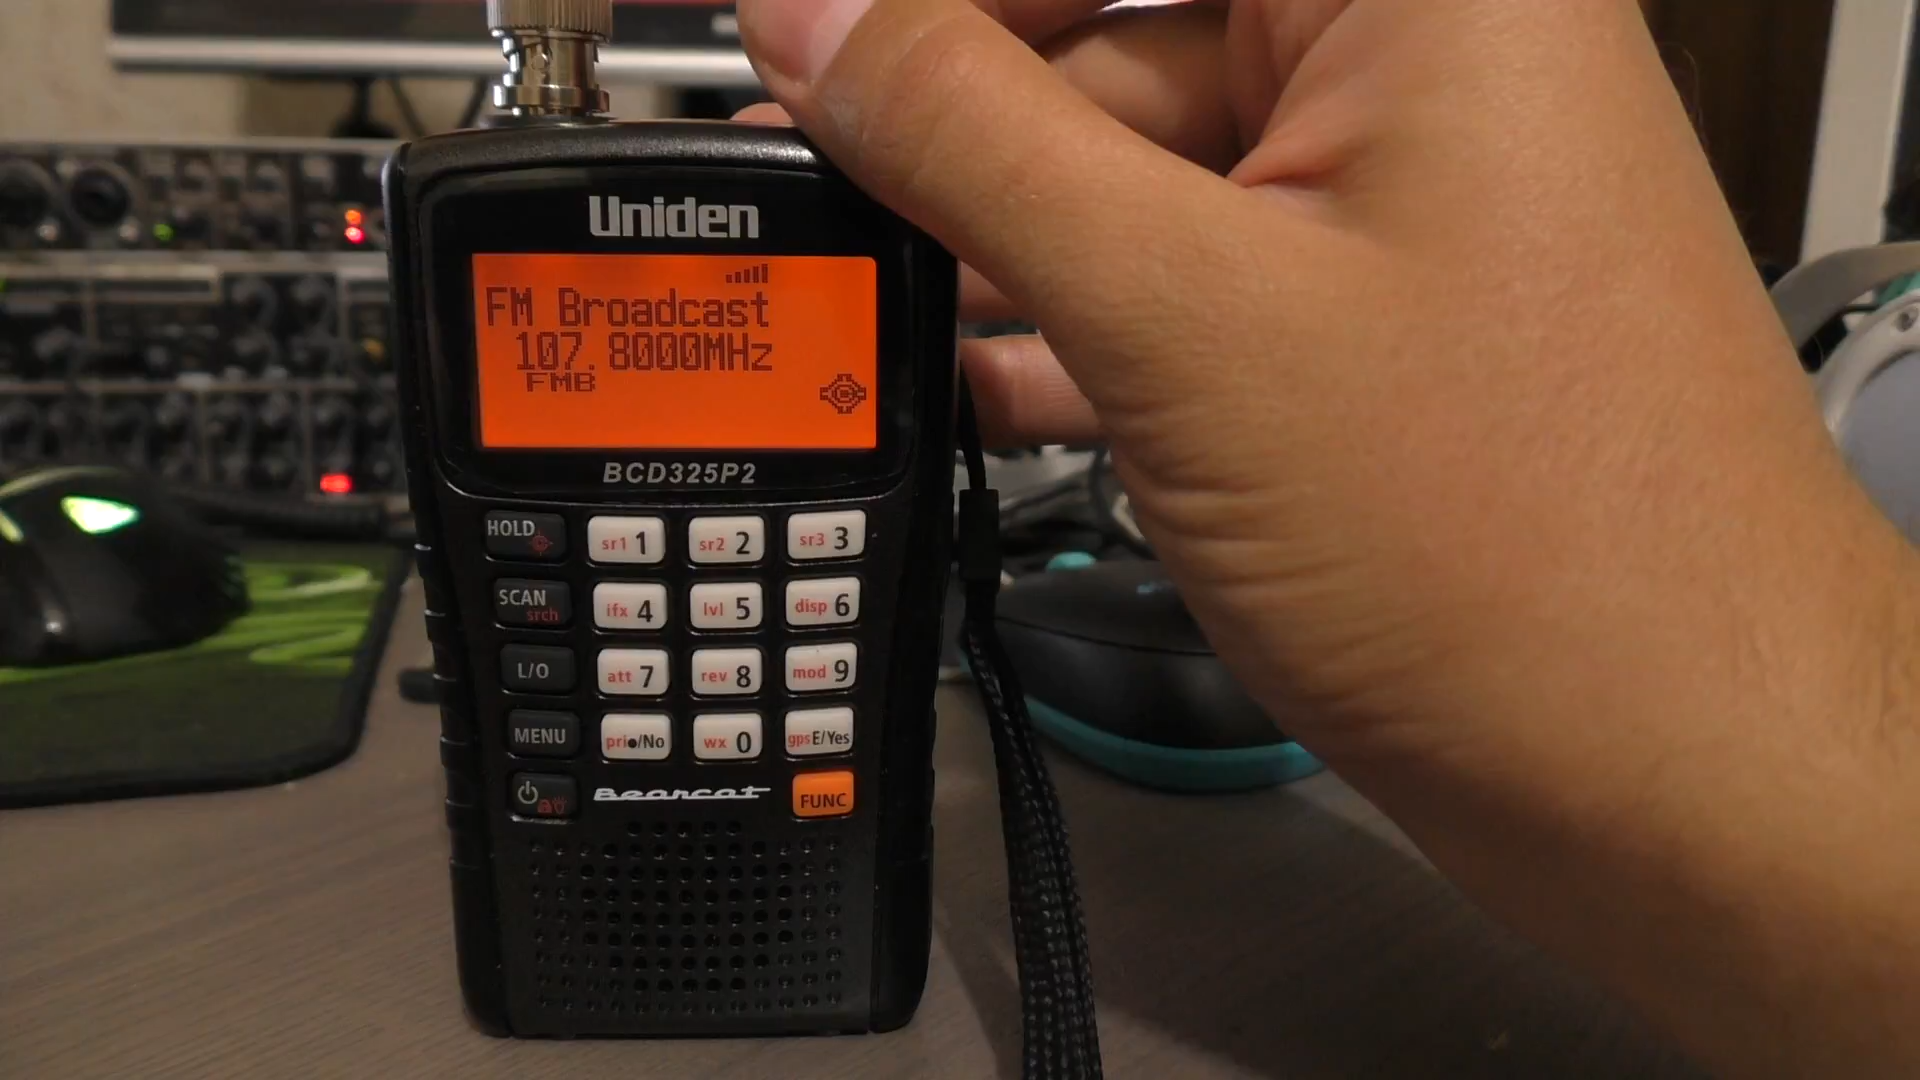 Uniden
FM Broadcast
107.8000MHz
FMB
BCD325P2
HOLD sr1 1 sr2 2 sr3 3
SCAN srch ifx 4 lvl 5 disp 6
L/O att 7 rev 8 mod 9
MENU pri•/No wx 0 gps E/Yes
Bearcat FUNC